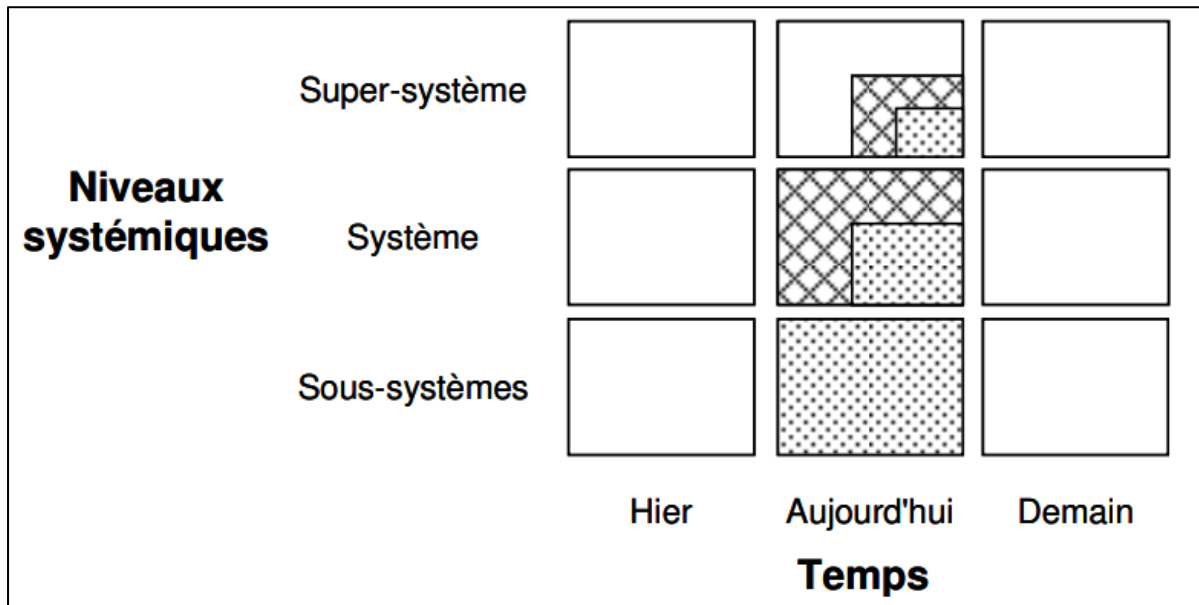 Super-système
Niveaux
systémiques
Système
Sous-systèmes
Hier
Aujourd'hui
Demain
Temps